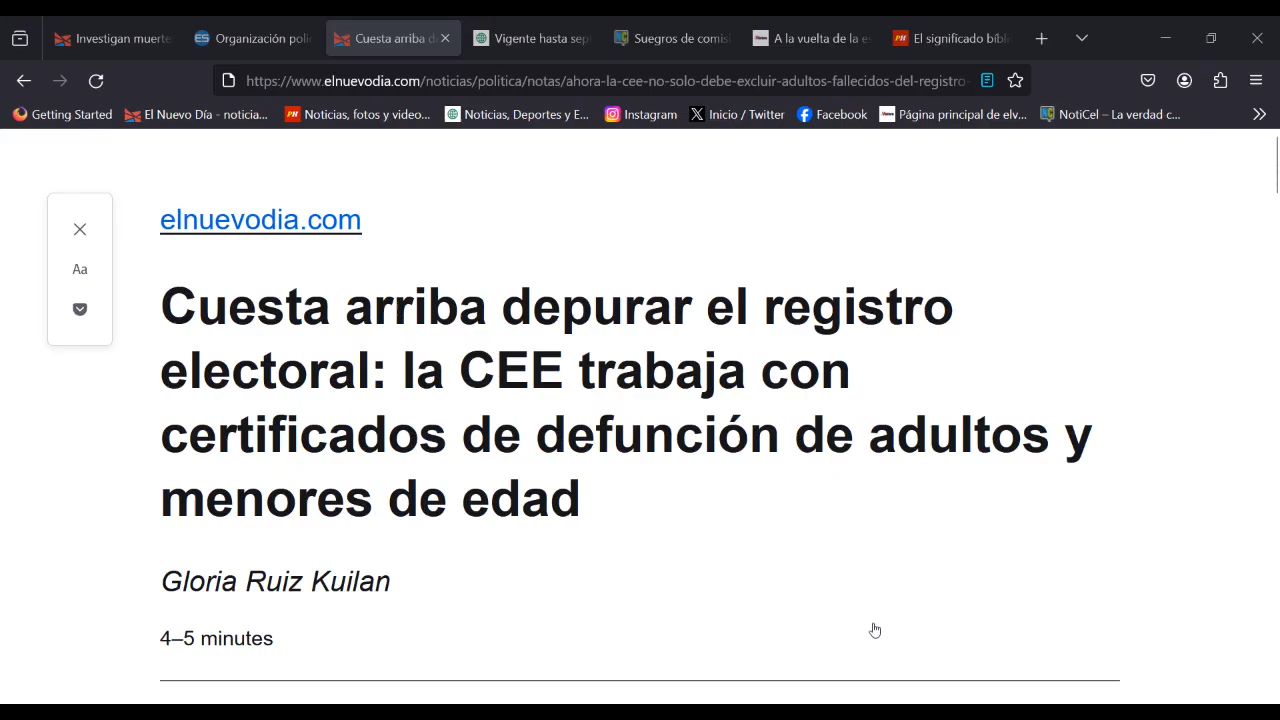 Investigan muerte
Organización polí
Cuesta arriba d
Vigente hasta sep
Suegros de comisi
A la vuelta de la es
El significado bíbl
https://www.elnuevodia.com/noticias/politica/notas/ahora-la-cee-no-solo-debe-excluir-adultos-fallecidos-del-registro-
Getting Started
El Nuevo Día - noticia...
Noticias, fotos y video...
Noticias, Deportes y E...
Instagram
Inicio / Twitter
Facebook
Página principal de elv...
NotiCel – La verdad c...
elnuevodia.com
Aa
Cuesta arriba depurar el registro
electoral: la CEE trabaja con
certificados de defunción de adultos y
menores de edad
Gloria Ruiz Kuilan
4–5 minutes